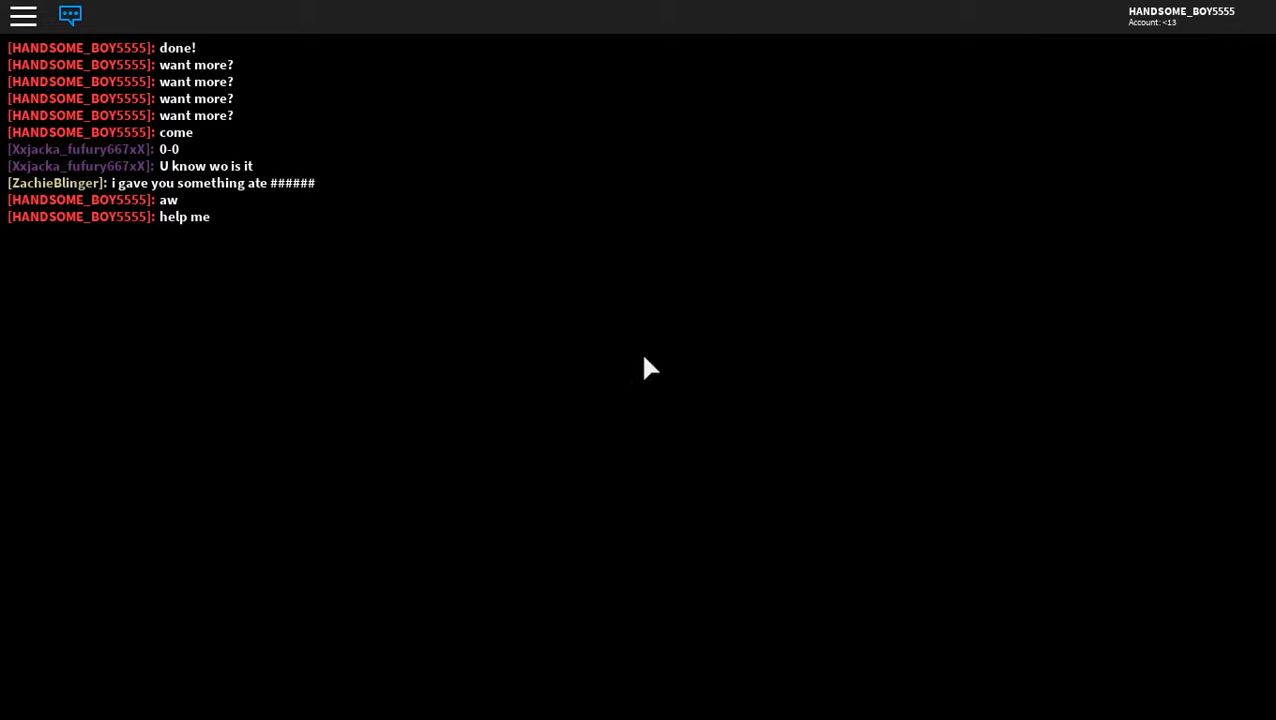 HANDSOME_BOY5555
Account: <13
[HANDSOME_BOY5555]: done!
[HANDSOME_BOY5555]: want more?
[HANDSOME_BOY5555]: want more?
[HANDSOME_BOY5555]: want more?
[HANDSOME_BOY5555]: want more?
[HANDSOME_BOY5555]: come
[Xxjacka_fufury667xX]: 0-0
[Xxjacka_fufury667xX]: U know wo is it
[ZachieBlinger]: i gave you something ate ######
[HANDSOME_BOY5555]: aw
[HANDSOME_BOY5555]: help me